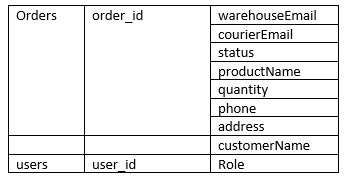 Orders order_id warehouseEmail
courierEmail
status
productName
quantity
phone
address
customerName
users user_id Role